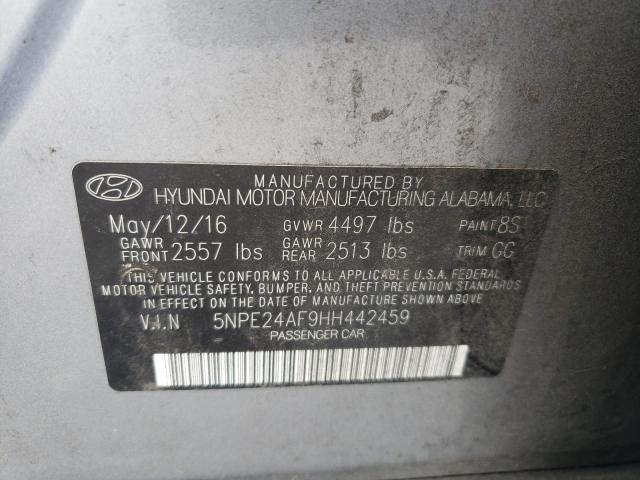 MANUFACTURED BY
HYUNDAI MOTOR MANUFACTURING ALABAMA, LLC
May/12/16 GVWR 4497 lbs PAINT 8S
GAWR FRONT 2557 lbs GAWR REAR 2513 lbs TRIM GG
THIS VEHICLE CONFORMS TO ALL APPLICABLE U.S.A. FEDERAL
MOTOR VEHICLE SAFETY, BUMPER, AND THEFT PREVENTION
STANDARDS IN EFFECT ON THE DATE OF MANUFACTURE SHOWN ABOVE
V.I.N 5NPE24AF9HH442459
PASSENGER CAR